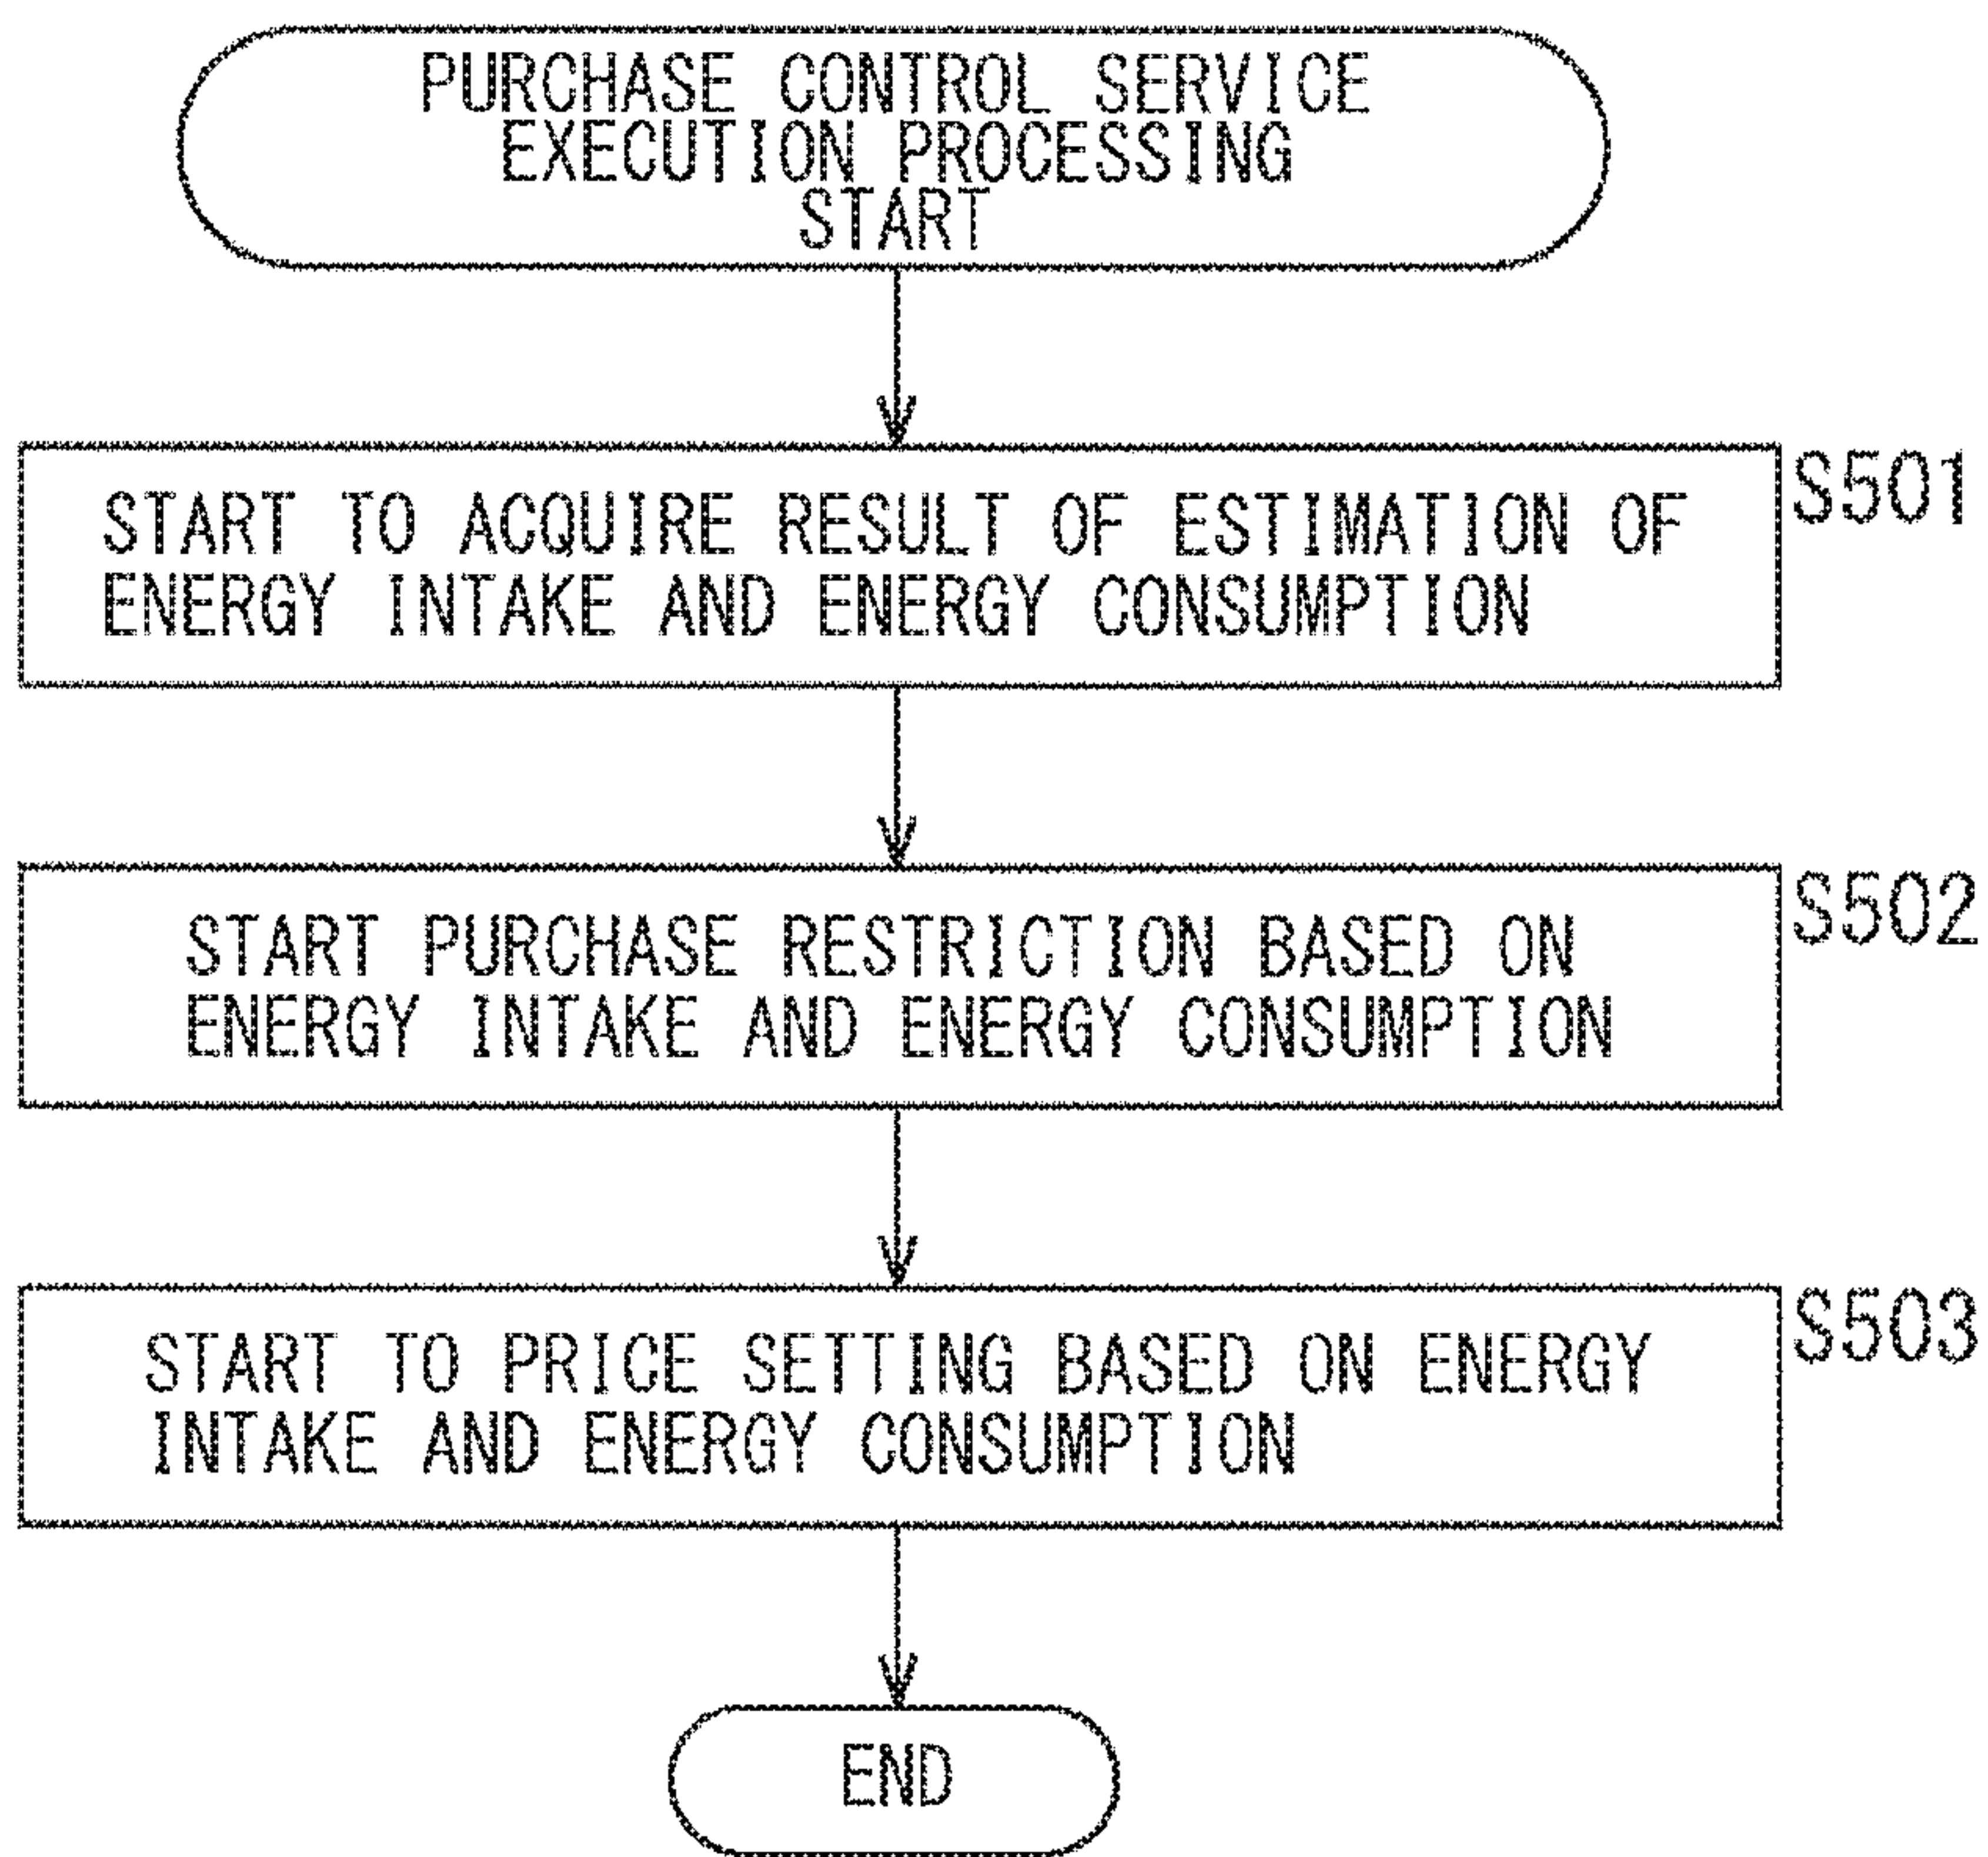 PURCHASE CONTROL SERVICE
EXECUTION PROCESSING
START
S501
START TO ACQUIRE RESULT OF ESTIMATION OF
ENERGY INTAKE AND ENERGY CONSUMPTION
S502
START PURCHASE RESTRICTION BASED ON
ENERGY INTAKE AND ENERGY CONSUMPTION
S503
START TO PRICE SETTING BASED ON ENERGY
INTAKE AND ENERGY CONSUMPTION
END